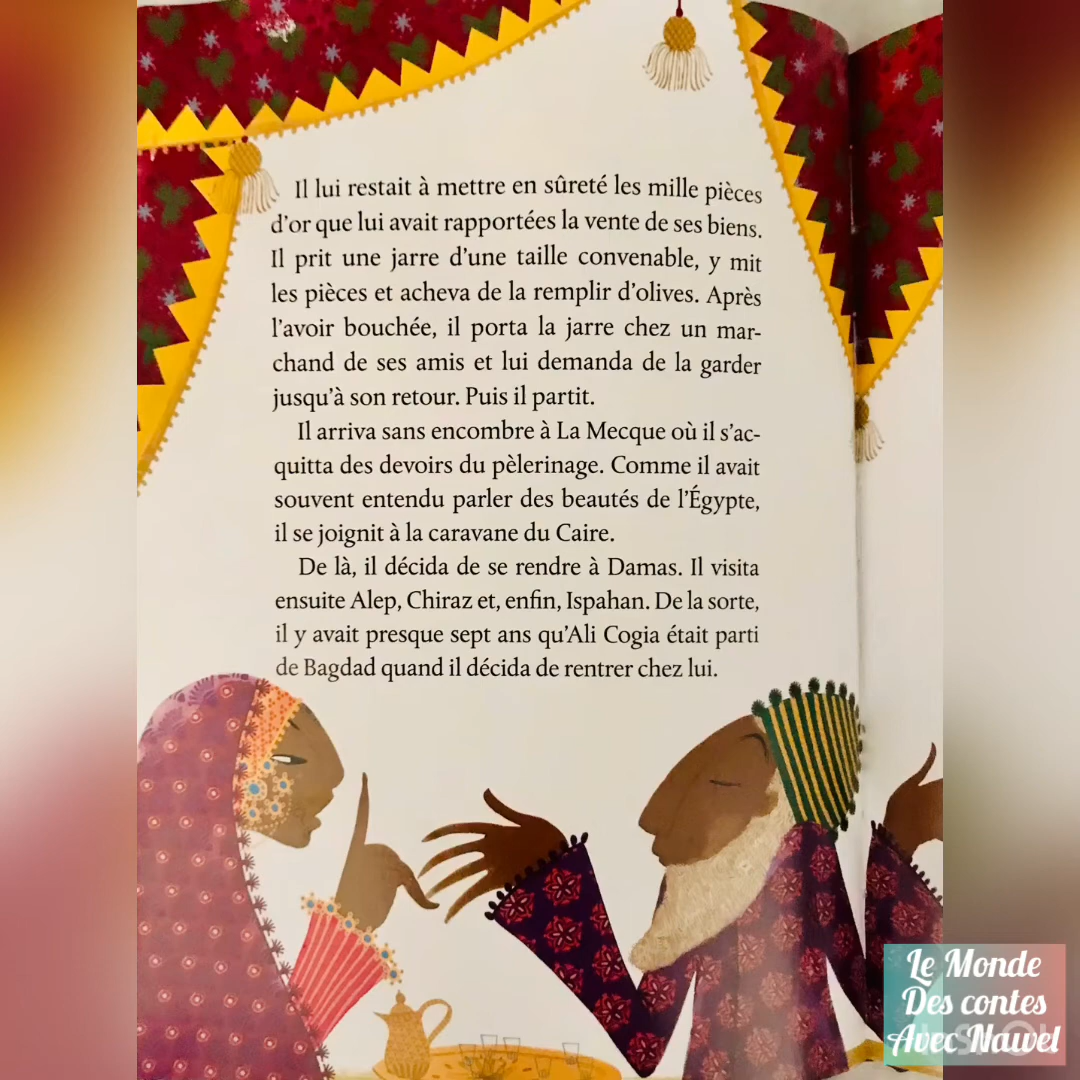 Il lui restait à mettre en sûreté les mille pièces
d'or que lui avait rapportées la vente de ses biens.
Il prit une jarre d'une taille convenable, y mit
les pièces et acheva de la remplir d'olives. Après
l'avoir bouchée, il porta la jarre chez un mar-
chand de ses amis et lui demanda de la garder
jusqu'à son retour. Puis il partit.
Il arriva sans encombre à La Mecque où il s'ac-
quitta des devoirs du pèlerinage. Comme il avait
souvent entendu parler des beautés de l'Égypte,
il se joignit à la caravane du Caire.
De là, il décida de se rendre à Damas. Il visita
ensuite Alep, Chiraz et, enfin, Ispahan. De la sorte,
il y avait presque sept ans qu'Ali Cogia était parti
de Bagdad quand il décida de rentrer chez lui.
Le Monde
Des contes
Avec Nawel